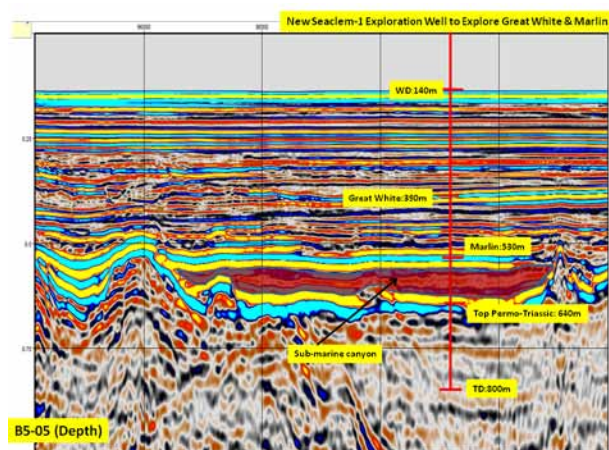 New Seaclem-1 Exploration Well to Explore Great White & Marlin
WD:140m
Great White:390m
Marlin:530m
Top Permo-Triassic: 640m
Sub-marine canyon
TD:800m
B5-05 (Depth)